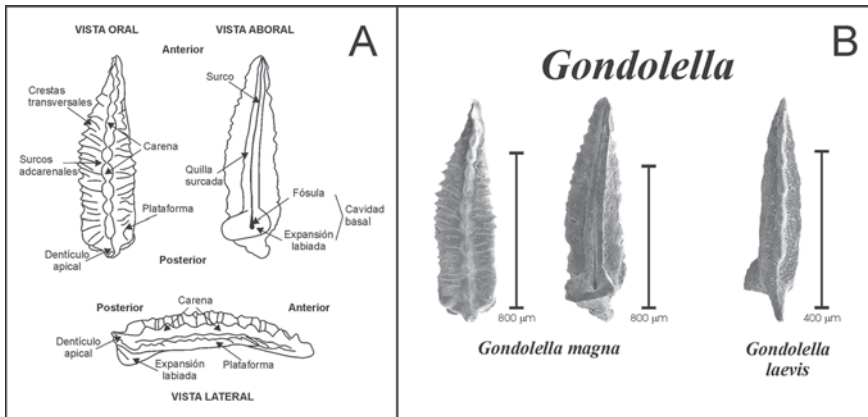 A
VISTA ORAL
VISTA ABORAL
Anterior
Surco
Crestas
transversales
Carena
Surcos
adcarenales
Quilla
surcada
Fósula
Plataforma
Cavidad
basal
Expansión
labiada
Dentículo
apical
Posterior
Posterior
Carena
Anterior
Dentículo
apical
Expansión
labiada
Plataforma
VISTA LATERAL
B
Gondolella
800 µm
800 µm
400 µm
Gondolella magna
Gondolella
laevis